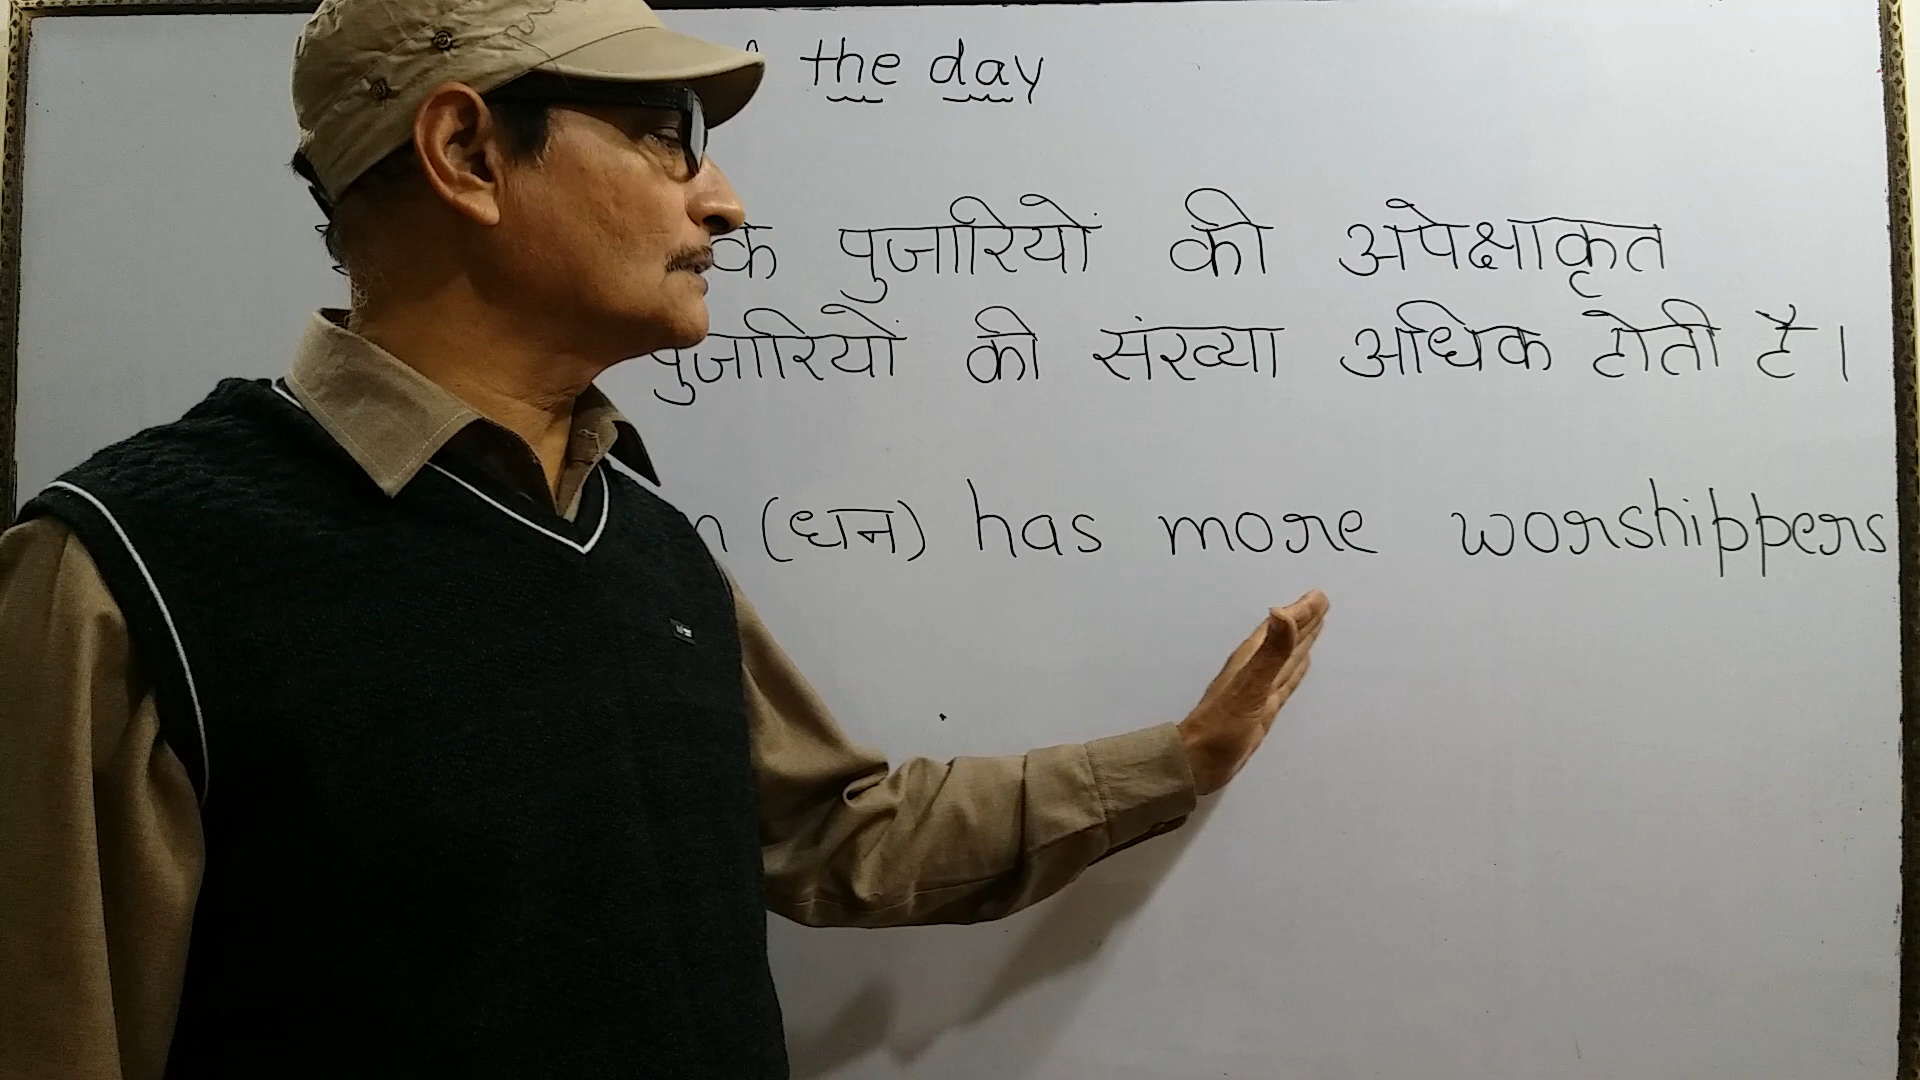 the day
के पुजारियों की अपेक्षाकृत
पुजारियों की संख्या अधिक होती है।
(धन) has more worshippers